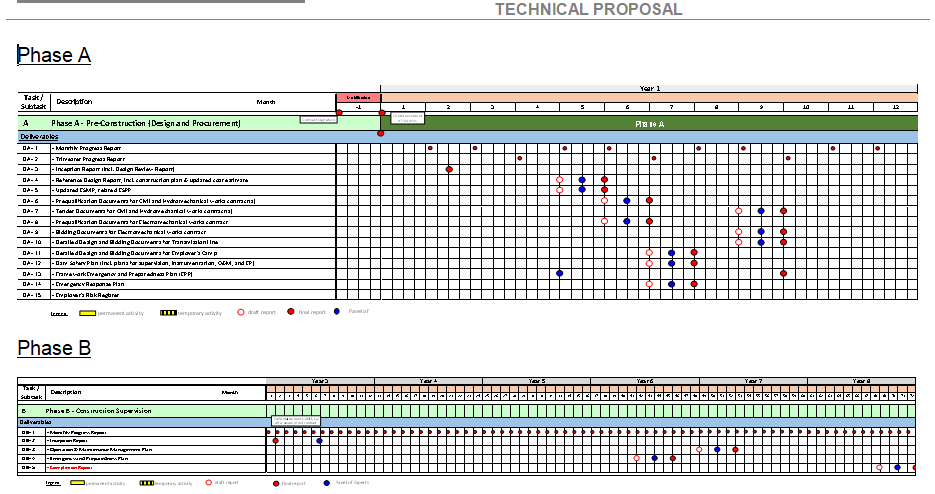 TECHNICAL PROPOSAL
Phase A
Year 1
Task / Subtask Description Month
-1 1 2 3 4 5 6 7 8 9 10 11 12
A Phase A - Pre-Construction (Design and Procurement) Phase A
Deliverables
DA - 1 - Monthly Progress Report
DA - 2 - Trimester Progress Report
DA - 3 - Inception Report (incl. Design Review Report)
DA - 4 - Reference Design Report, incl. construction plan & updated cost estimate
DA - 5 - Updated ESMP, refined ESPP
DA - 6 - Prequalification Documents for Civil and Hydromechanical works contract(s)
DA - 7 - Tender Documents for Civil and Hydromechanical works contract(s)
DA - 8 - Prequalification Documents for Electromechanical works contract
DA - 9 - Bidding Documents for Electromechanical works contract
DA - 10 - Detailed Design and Bidding Documents for Transmission line
DA - 11 - Detailed Design and Bidding Documents for Employer's Camp
DA - 12 - Dam Safety Plan (incl. plans for supervision, instrumentation, O&M, and EP)
DA - 13 - Framework Emergency and Preparedness Plan (EPP)
DA - 14 - Emergency Response Plan
DA - 15 - Employer's Risk Register
Legend permanent activity temporary activity draft report final report Panel of
Phase B
Year 3 Year 4 Year 5 Year 6 Year 7 Year 8
Task / Subtask Description Month
B Phase B - Construction Supervision
Deliverables
DB-1 - Monthly Progress Report
DB-2 - Inception Report
DB-3 - Operation & Maintenance Management Plan
DB-4 - Emergency and Preparedness Plan
DB-5 - Completion Report
Legend permanent activity temporary activity draft report final report Panel of Experts